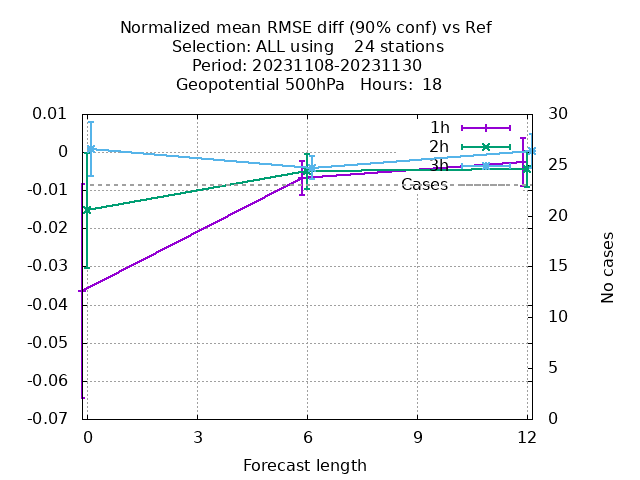 Normalized mean RMSE diff (90% conf) vs Ref
Selection: ALL using    24 stations
Period: 20231108-20231130
Geopotential 500hPa   Hours:  18
0.01
0
-0.01
-0.02
-0.03
-0.04
-0.05
-0.06
-0.07
30
25
20
15
10
5
0
1h
2h
3h
Cases
No cases
0
3
6
9
12
Forecast length